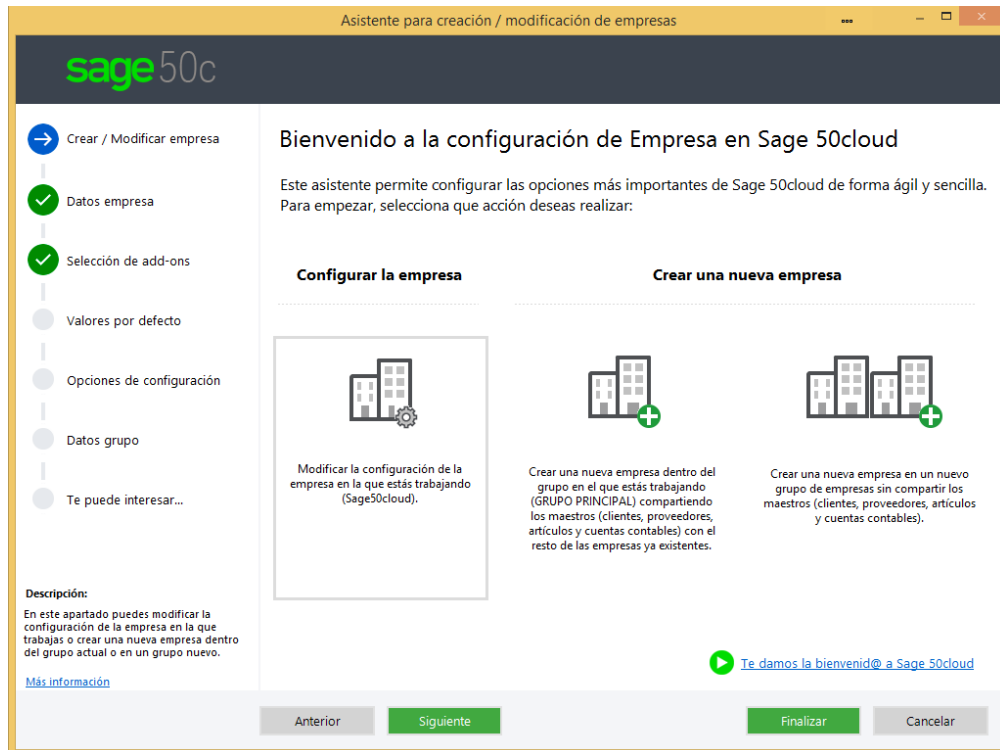 Asistente para creación / modificación de empresas
sage 50c
Crear / Modificar empresa
Datos empresa
Selección de add-ons
Valores por defecto
Opciones de configuración
Datos grupo
Te puede interesar...
Descripción:
En este apartado puedes modificar la
configuración de la empresa en la que
trabajas o crear una nueva empresa dentro
del grupo actual o en un grupo nuevo.
Más información
Bienvenido a la configuración de Empresa en Sage 50cloud
Este asistente permite configurar las opciones más importantes de Sage 50cloud de forma ágil y sencilla.
Para empezar, selecciona que acción deseas realizar:
Configurar la empresa
Modificar la configuración de la
empresa en la que estás trabajando
(Sage50cloud).
Crear una nueva empresa
Crear una nueva empresa dentro del
grupo en el que estás trabajando
(GRUPO PRINCIPAL) compartiendo
los maestros (clientes, proveedores,
artículos y cuentas contables) con el
resto de las empresas ya existentes.
Crear una nueva empresa en un nuevo
grupo de empresas sin compartir los
maestros (clientes, proveedores, artículos
y cuentas contables).
Te damos la bienvenid@ a Sage 50cloud
Anterior
Siguiente
Finalizar
Cancelar